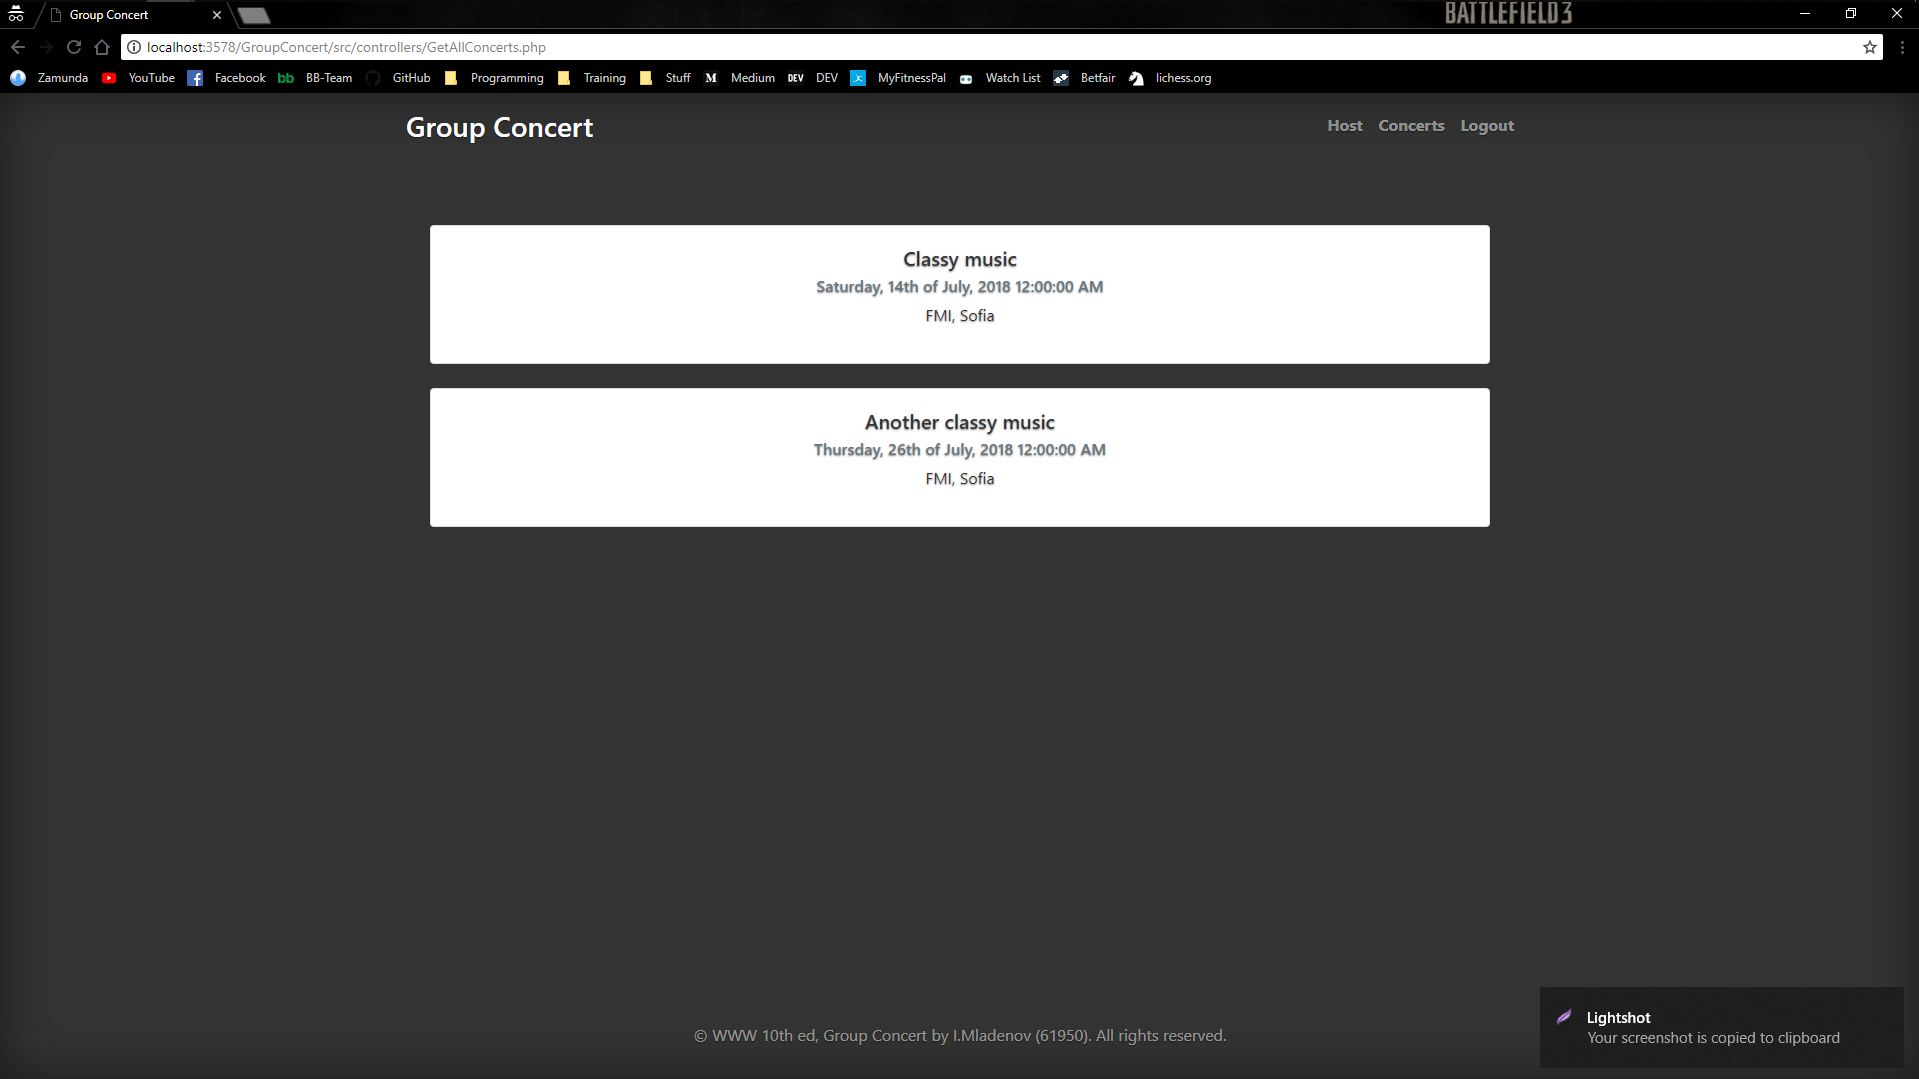 Group Concert
BATTLEFIELD 3
localhost:3578/GroupConcert/src/controllers/GetAllConcerts.php
Zamunda YouTube Facebook bb BB-Team GitHub Programming Training Stuff M Medium DEV DEV MyFitnessPal Watch List Betfair lichess.org
Group Concert Host Concerts Logout
Classy music
Saturday, 14th of July, 2018 12:00:00 AM
FMI, Sofia
Another classy music
Thursday, 26th of July, 2018 12:00:00 AM
FMI, Sofia
© WWW 10th ed, Group Concert by I.Mladenov (61950). All rights reserved.
Lightshot
Your screenshot is copied to clipboard